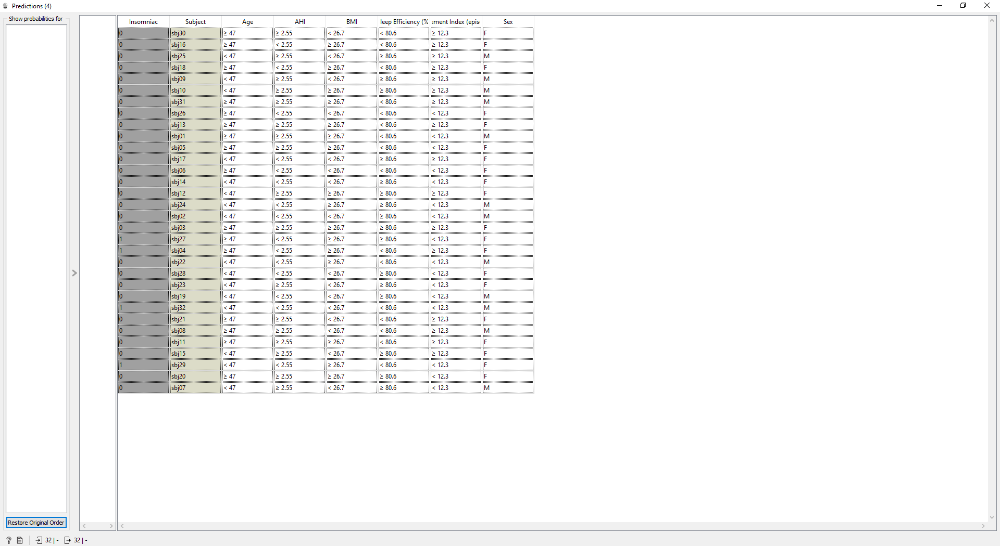 Predictions (4)
Show probabilities for
Insomniac Subject Age AHI BMI leep Efficiency (% ement Index (epis Sex
0 sbj30 ≥ 47 ≥ 2.55 < 26.7 < 80.6 ≥ 12.3 F
0 sbj16 ≥ 47 < 2.55 ≥ 26.7 < 80.6 ≥ 12.3 F
0 sbj25 < 47 ≥ 2.55 < 26.7 ≥ 80.6 ≥ 12.3 M
0 sbj18 ≥ 47 < 2.55 ≥ 26.7 < 80.6 ≥ 12.3 F
0 sbj09 < 47 ≥ 2.55 < 26.7 ≥ 80.6 ≥ 12.3 M
0 sbj10 < 47 ≥ 2.55 ≥ 26.7 ≥ 80.6 ≥ 12.3 M
0 sbj31 ≥ 47 ≥ 2.55 ≥ 26.7 < 80.6 ≥ 12.3 M
0 sbj26 ≥ 47 < 2.55 < 26.7 < 80.6 < 12.3 F
0 sbj13 ≥ 47 ≥ 2.55 ≥ 26.7 < 80.6 ≥ 12.3 F
0 sbj01 ≥ 47 ≥ 2.55 ≥ 26.7 < 80.6 < 12.3 M
0 sbj05 ≥ 47 ≥ 2.55 ≥ 26.7 < 80.6 < 12.3 F
0 sbj17 < 47 < 2.55 < 26.7 ≥ 80.6 ≥ 12.3 F
0 sbj06 ≥ 47 < 2.55 < 26.7 < 80.6 < 12.3 F
0 sbj14 < 47 < 2.55 < 26.7 ≥ 80.6 < 12.3 F
0 sbj12 < 47 ≥ 2.55 ≥ 26.7 ≥ 80.6 ≥ 12.3 F
0 sbj24 < 47 < 2.55 ≥ 26.7 ≥ 80.6 < 12.3 M
0 sbj02 < 47 < 2.55 ≥ 26.7 ≥ 80.6 < 12.3 M
0 sbj03 ≥ 47 ≥ 2.55 ≥ 26.7 ≥ 80.6 ≥ 12.3 F
1 sbj27 ≥ 47 < 2.55 ≥ 26.7 ≥ 80.6 < 12.3 F
1 sbj04 ≥ 47 < 2.55 ≥ 26.7 < 80.6 ≥ 12.3 F
0 sbj22 < 47 < 2.55 ≥ 26.7 < 80.6 < 12.3 M
0 sbj28 < 47 < 2.55 < 26.7 ≥ 80.6 < 12.3 F
0 sbj23 < 47 ≥ 2.55 < 26.7 ≥ 80.6 < 12.3 F
0 sbj19 < 47 < 2.55 < 26.7 ≥ 80.6 < 12.3 M
1 sbj32 < 47 < 2.55 < 26.7 < 80.6 < 12.3 M
0 sbj21 ≥ 47 ≥ 2.55 ≥ 26.7 < 80.6 ≥ 12.3 F
0 sbj08 ≥ 47 ≥ 2.55 < 26.7 < 80.6 ≥ 12.3 M
0 sbj11 ≥ 47 ≥ 2.55 ≥ 26.7 < 80.6 ≥ 12.3 F
0 sbj15 < 47 ≥ 2.55 < 26.7 ≥ 80.6 ≥ 12.3 F
1 sbj29 < 47 < 2.55 ≥ 26.7 < 80.6 < 12.3 F
0 sbj20 ≥ 47 ≥ 2.55 ≥ 26.7 ≥ 80.6 < 12.3 F
0 sbj07 < 47 ≥ 2.55 < 26.7 ≥ 80.6 < 12.3 M
Restore Original Order
? 32 | - 32 | -